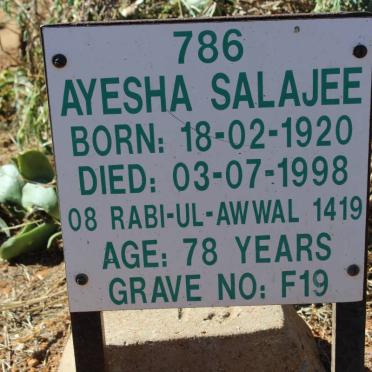 786
AYESHA SALAJEE
BORN: 18-02-1920
DIED: 03-07-1998
08 RABI-UL-AWWAL 1419
AGE: 78 YEARS
GRAVE NO: F19